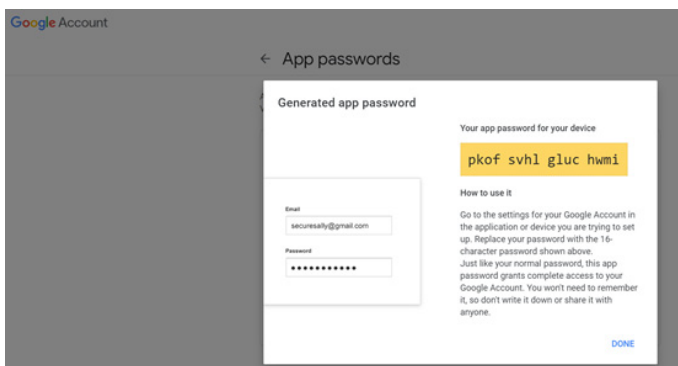 Google Account
← App passwords
Generated app password
Your app password for your device
pkof svhl gluc hwmi
Email
securesally@gmail.com
Password
•••••••••••
How to use it
Go to the settings for your Google Account in
the application or device you are trying to set
up. Replace your password with the 16-
character password shown above.
Just like your normal password, this app
password grants complete access to your
Google Account. You won't need to remember
it, so don't write it down or share it with
anyone.
DONE